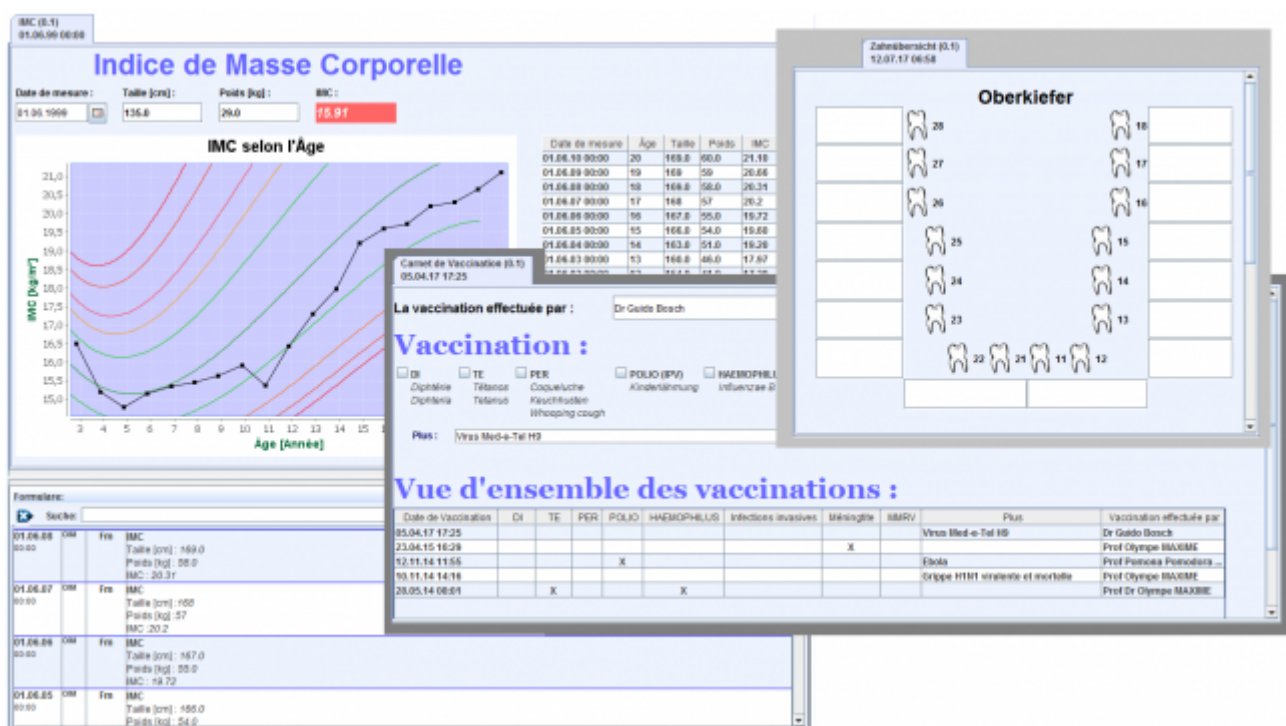 IMC (0.1)
01.06.99 00:00
Indice de Masse Corporelle
Date de mesure : Taille [cm] : Poids [kg] : IMC :
01.06.1999 135.0 29.0 15.91
IMC selon l'Âge
IMC [kg/m²]
21,0
20,5
20,0
19,5
19,0
18,5
18,0
17,5
17,0
16,5
16,0
15,5
15,0
3 4 5 6 7 8 9 10 11 12 13 14 15
Âge [Année]
Date de mesure Âge Taille Poids IMC
01.06.10 00:00 20 169.0 60.0 21.10
01.06.09 00:00 19 169 59 20.66
01.06.08 00:00 18 169.0 58.0 20.31
01.06.07 00:00 17 168 57 20.2
01.06.06 00:00 16 167.0 55.0 19.72
01.06.05 00:00 15 166.0 54.0 19.60
01.06.04 00:00 14 163.0 51.0 19.20
01.06.03 00:00 13 160.0 46.0 17.97
Zahnübersicht (0.1)
12.07.17 06:58
Oberkiefer
28 18
27 17
26 16
25 15
24 14
23 13
22 21 11 12
Carnet de Vaccination (0.1)
05.04.17 17:25
La vaccination effectuée par : Dr Guido Bosch
Vaccination :
DI TE PER POLIO (IPV) HAEMOPHILU
Diphtérie Tétanos Coqueluche Kinderlähmung Influenzae B
Diphteria Tetanus Keuchhusten
Whooping cough
Plus : Virus Med-e-Tel H9
Vue d'ensemble des vaccinations :
Date de Vaccination DI TE PER POLIO HAEMOPHILUS Infections invasives Méningtite MMRV Plus Vaccination effectuée par
05.04.17 17:25 Virus Med-e-Tel H9 Dr Guido Bosch
23.04.15 16:29 X Prof Olympe MAXIME
12.11.14 11:55 X Ebola Prof Pomona Pomodora ...
10.11.14 14:16 Grippe H1N1 virulente et mortelle Prof Olympe MAXIME
28.05.14 08:01 X X Prof Dr Olympe MAXIME
Formulare:
Suche:
01.06.08 Frm IMC
00:00 Taille [cm] : 169.0
Poids [kg] : 58.0
IMC : 20.31
01.06.07 Frm IMC
00:00 Taille [cm] :168
Poids [kg] :57
IMC :20.2
01.06.06 Frm IMC
00:00 Taille [cm] : 167.0
Poids [kg] : 55.0
IMC : 19.72
01.06.05 Frm IMC
00:00 Taille [cm] : 166.0
Poids [kg] : 54.0